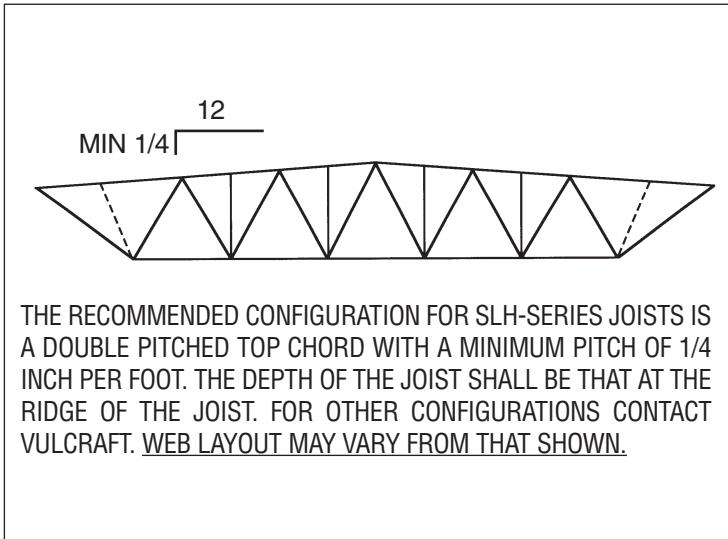 12
MIN 1/4
THE RECOMMENDED CONFIGURATION FOR SLH-SERIES JOISTS IS
A DOUBLE PITCHED TOP CHORD WITH A MINIMUM PITCH OF 1/4
INCH PER FOOT. THE DEPTH OF THE JOIST SHALL BE THAT AT THE
RIDGE OF THE JOIST. FOR OTHER CONFIGURATIONS CONTACT
VULCRAFT. WEB LAYOUT MAY VARY FROM THAT SHOWN.